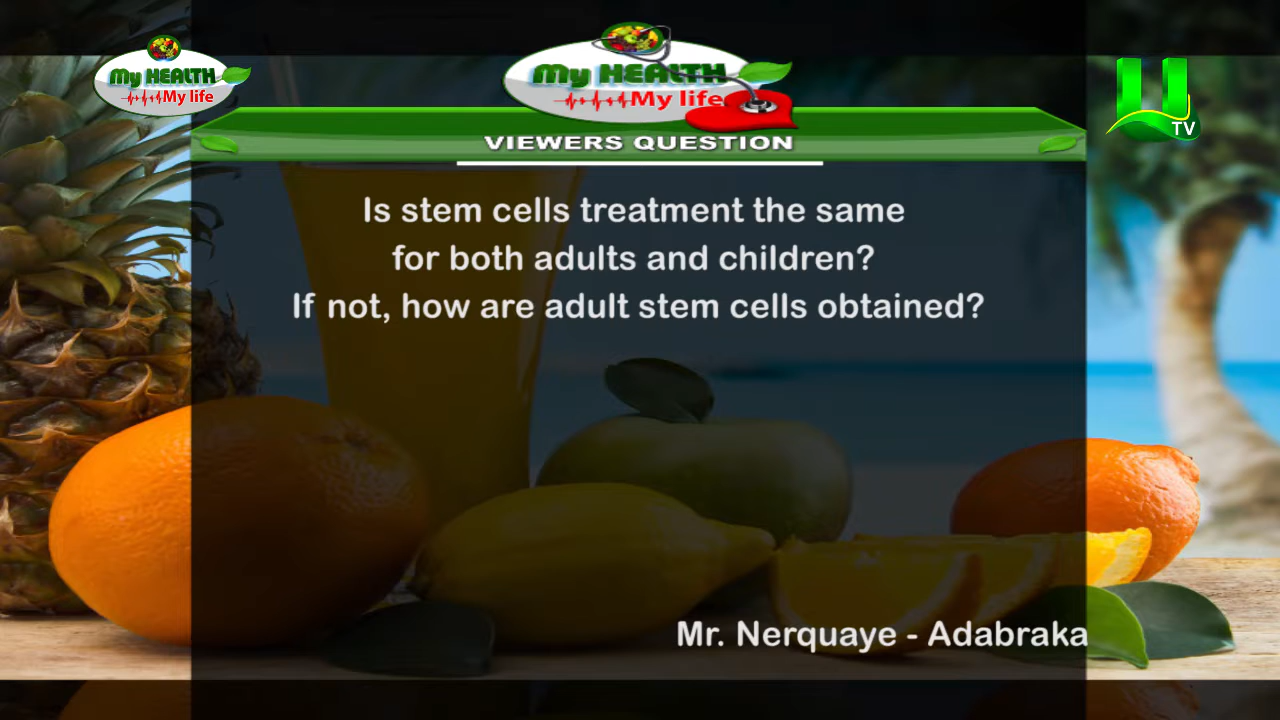 My HEALTH
My life
My HEALTH
My life
U
TV
VIEWERS QUESTION
Is stem cells treatment the same
for both adults and children?
If not, how are adult stem cells obtained?
Mr. Nerquaye - Adabraka